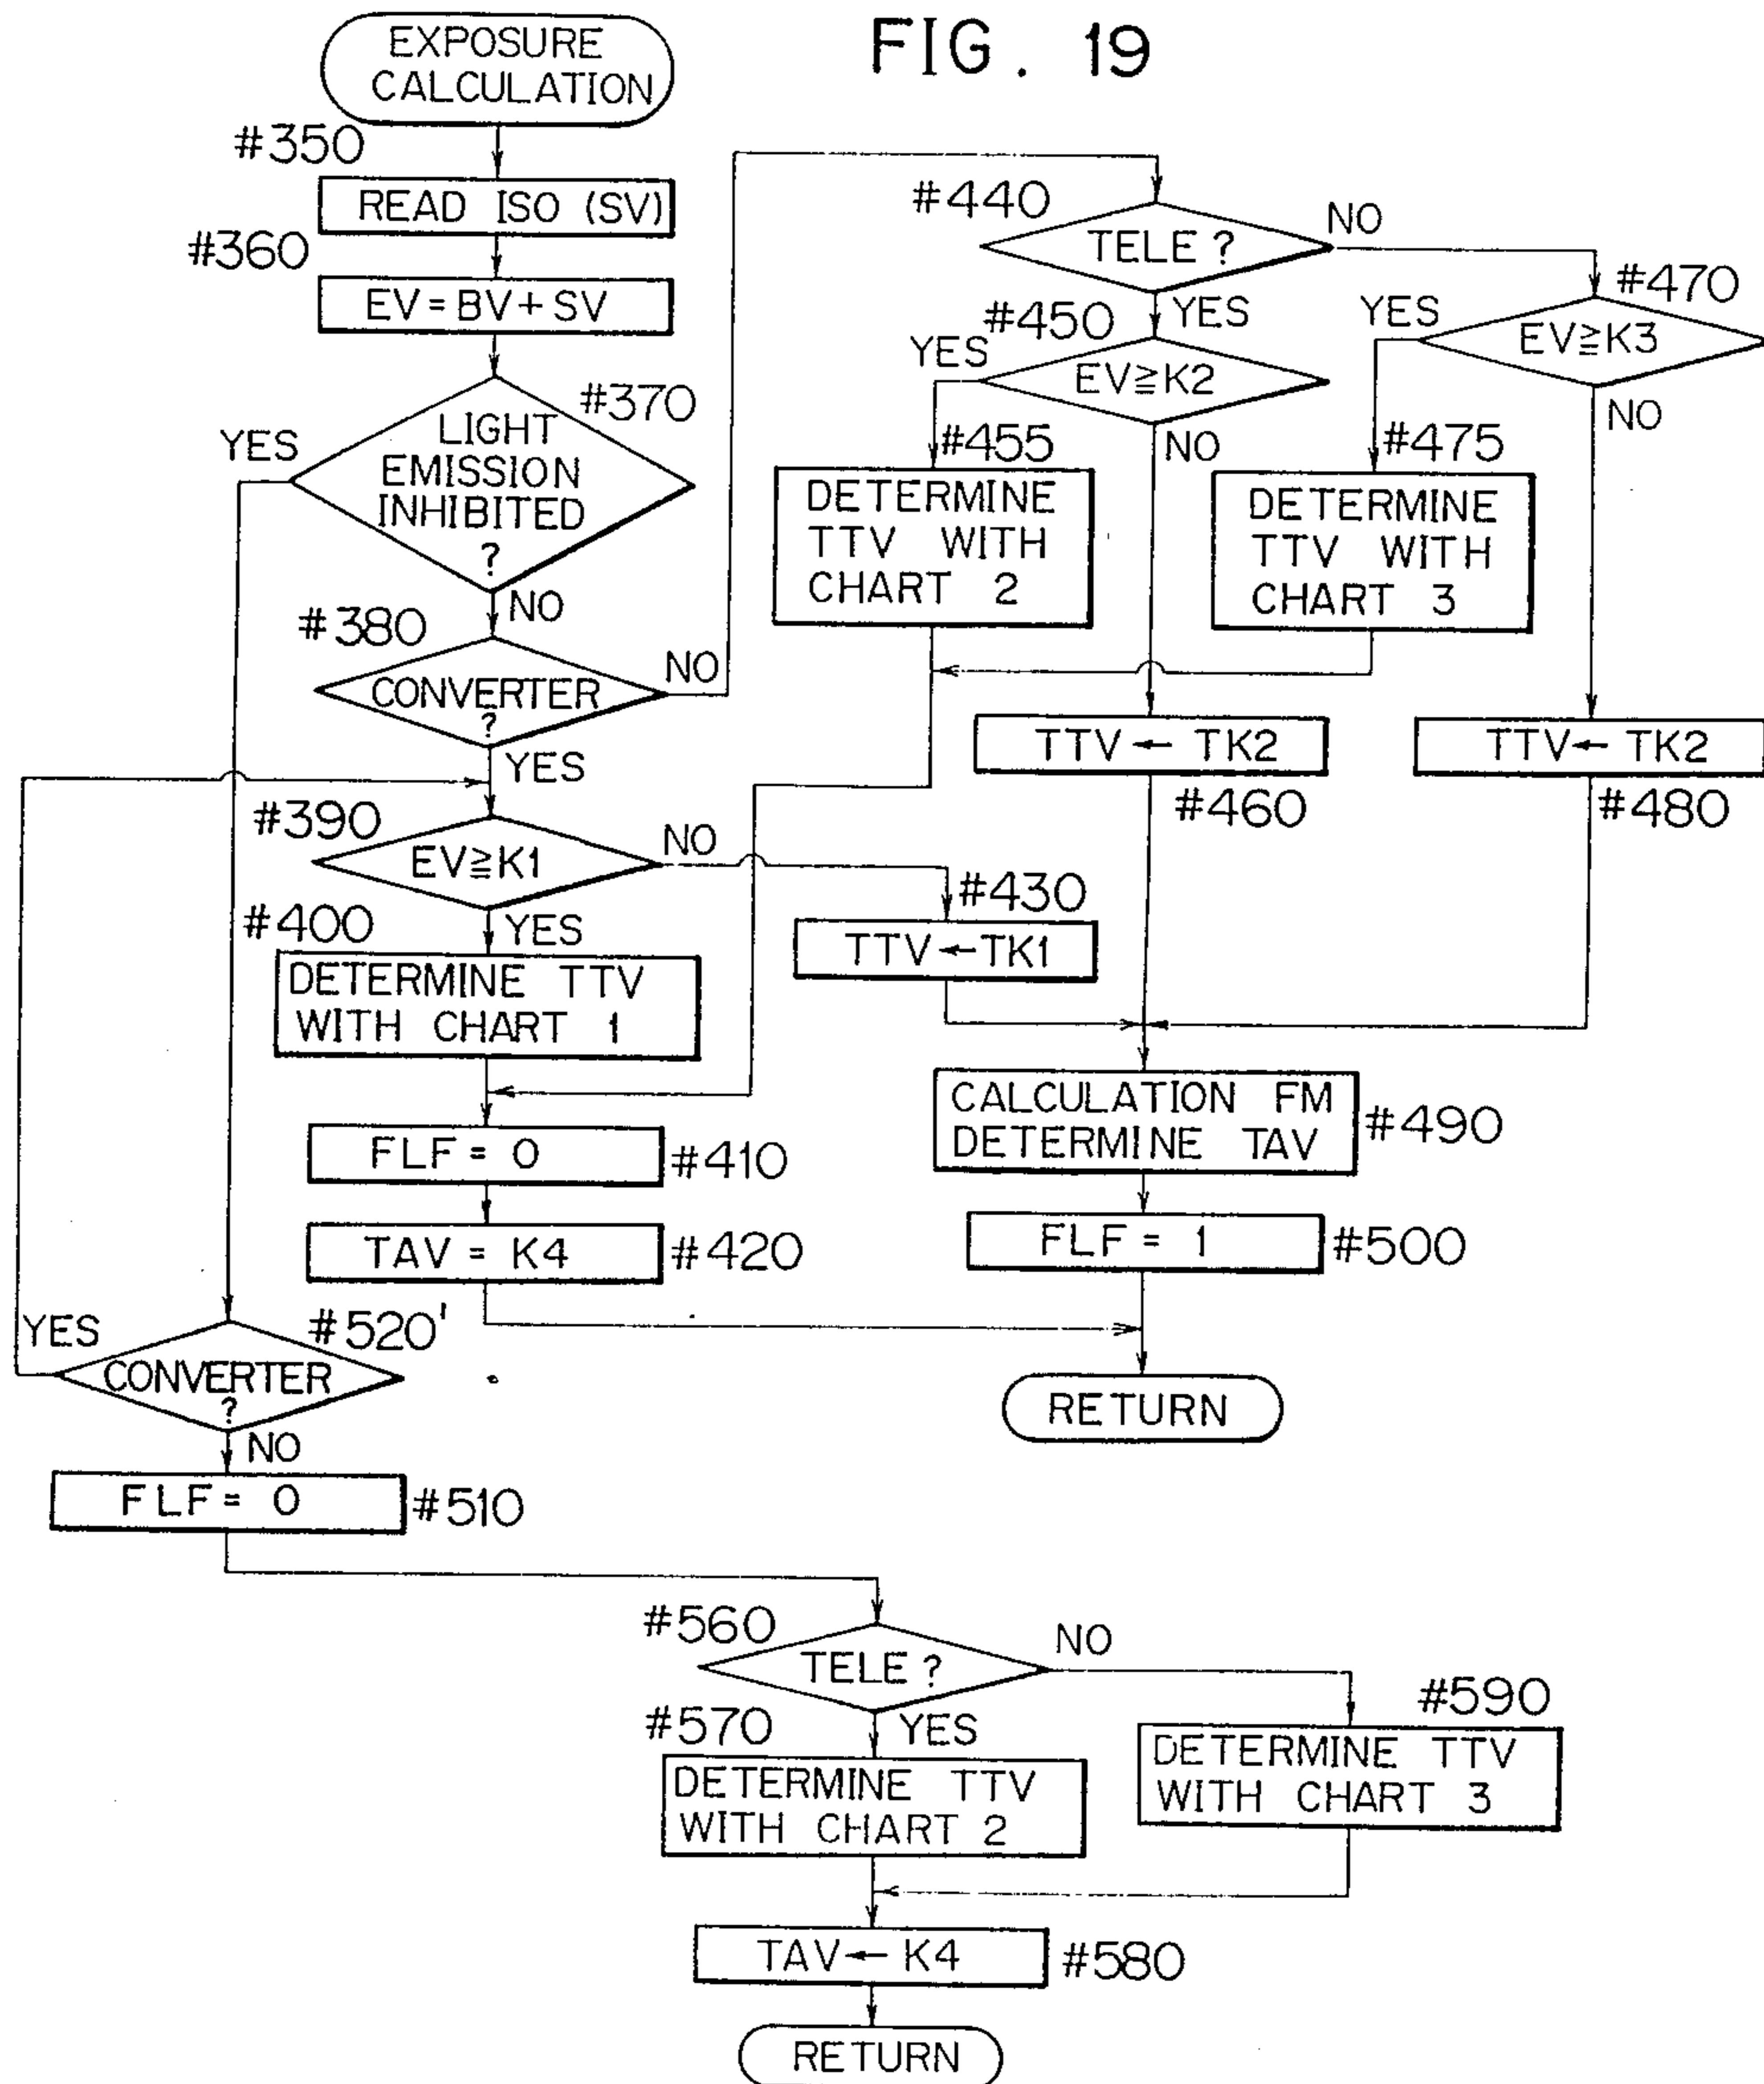 FIG. 19
EXPOSURE
CALCULATION
#350
READ ISO (SV)
#360
EV = BV + SV
#370
LIGHT
EMISSION
INHIBITED
?
YES
NO
#380
CONVERTER
?
NO
YES
#390
EV≧K1
NO
YES
#400
DETERMINE TTV
WITH CHART 1
#430
TTV ← TK1
FLF = 0
#410
TAV = K4
#420
#440
TELE ?
NO
YES
#450
EV≧K2
YES
NO
#455
DETERMINE
TTV WITH
CHART 2
TTV ← TK2
#460
#470
EV≧K3
YES
NO
#475
DETERMINE
TTV WITH
CHART 3
TTV ← TK2
#480
CALCULATION FM
DETERMINE TAV
#490
FLF = 1
#500
RETURN
#520'
CONVERTER
?
YES
NO
FLF = 0
#510
#560
TELE ?
NO
YES
#570
DETERMINE TTV
WITH CHART 2
#590
DETERMINE TTV
WITH CHART 3
TAV ← K4
#580
RETURN